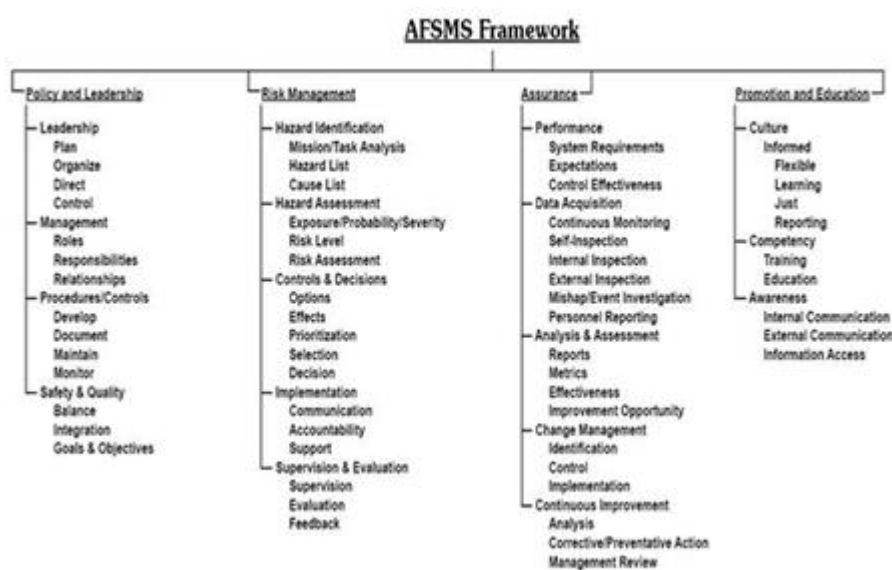 AFSMS Framework
Policy and Leadership
Leadership
Plan
Organize
Direct
Control
Management
Roles
Responsibilities
Relationships
Procedures/Controls
Develop
Document
Maintain
Monitor
Safety & Quality
Balance
Integration
Goals & Objectives
Risk Management
Hazard Identification
Mission/Task Analysis
Hazard List
Cause List
Hazard Assessment
Exposure/Probability/Severity
Risk Level
Risk Assessment
Controls & Decisions
Options
Effects
Prioritization
Selection
Decision
Implementation
Communication
Accountability
Support
Supervision & Evaluation
Supervision
Evaluation
Feedback
Assurance
Performance
System Requirements
Expectations
Control Effectiveness
Data Acquisition
Continuous Monitoring
Self-Inspection
Internal Inspection
External Inspection
Mishap/Event Investigation
Personnel Reporting
Analysis & Assessment
Reports
Metrics
Effectiveness
Improvement Opportunity
Change Management
Identification
Control
Implementation
Continuous Improvement
Analysis
Corrective/Preventative Action
Management Review
Promotion and Education
Culture
Informed
Flexible
Learning
Just
Reporting
Competency
Training
Education
Awareness
Internal Communication
External Communication
Information Access